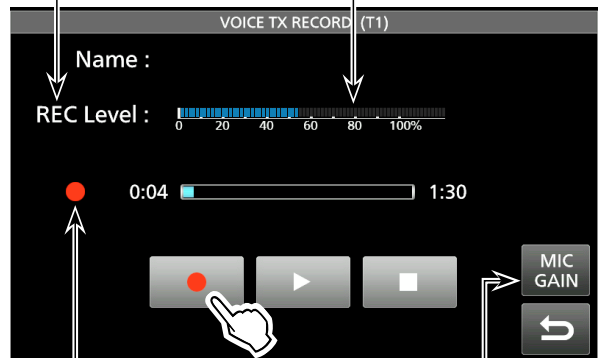 VOICE TX RECORD (T1)
Name :
REC Level :
0 20 40 60 80 100%
0:04 1:30
MIC
GAIN